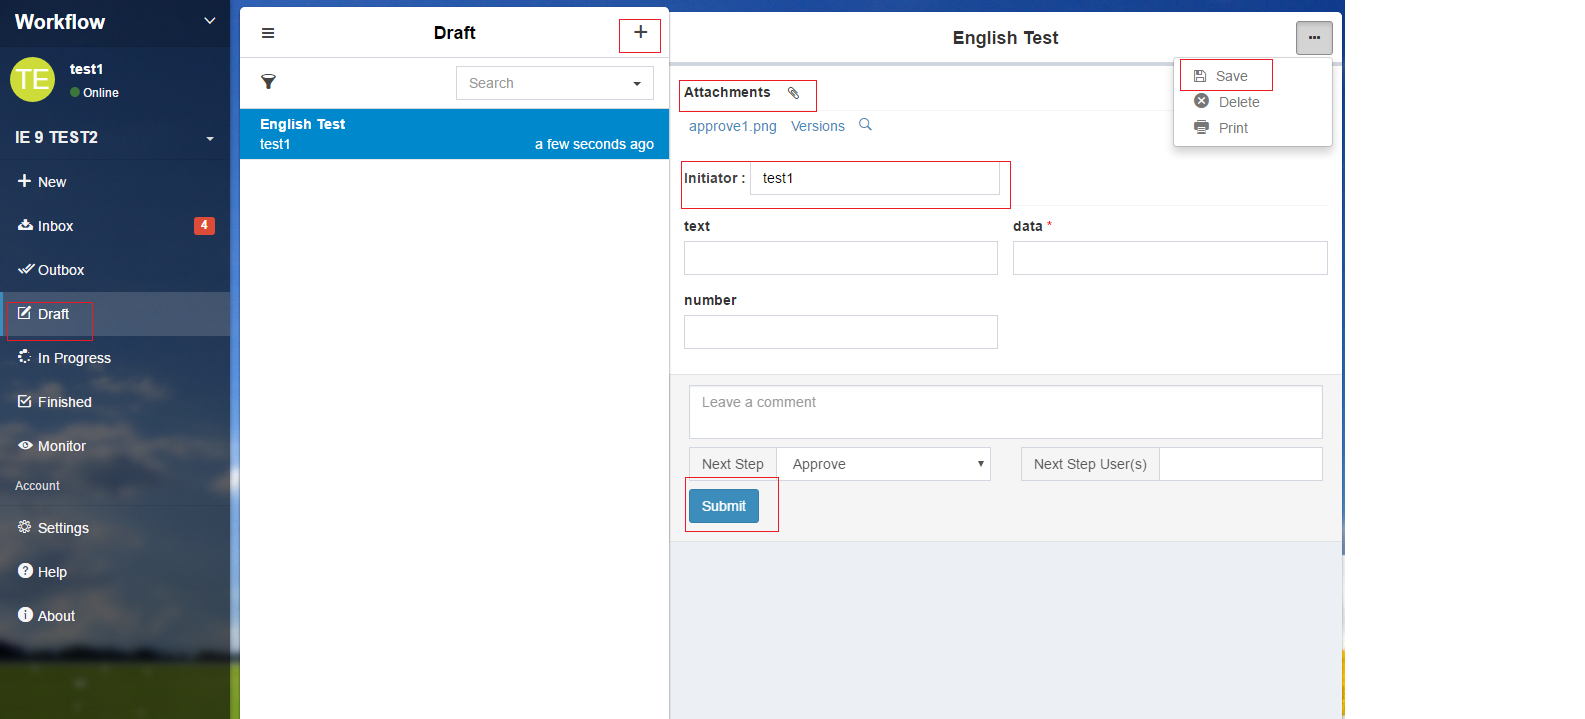 Workflow
TE
test1
Online
IE 9 TEST2
New
Inbox
4
Outbox
Draft
In Progress
Finished
Monitor
Account
Settings
Help
About
Draft
Search
English Test
test1
a few seconds ago
English Test
Save
Delete
Print
Attachments
approve1.png Versions
Initiator : test1
text
data *
number
Leave a comment
Next Step Approve
Next Step User(s)
Submit